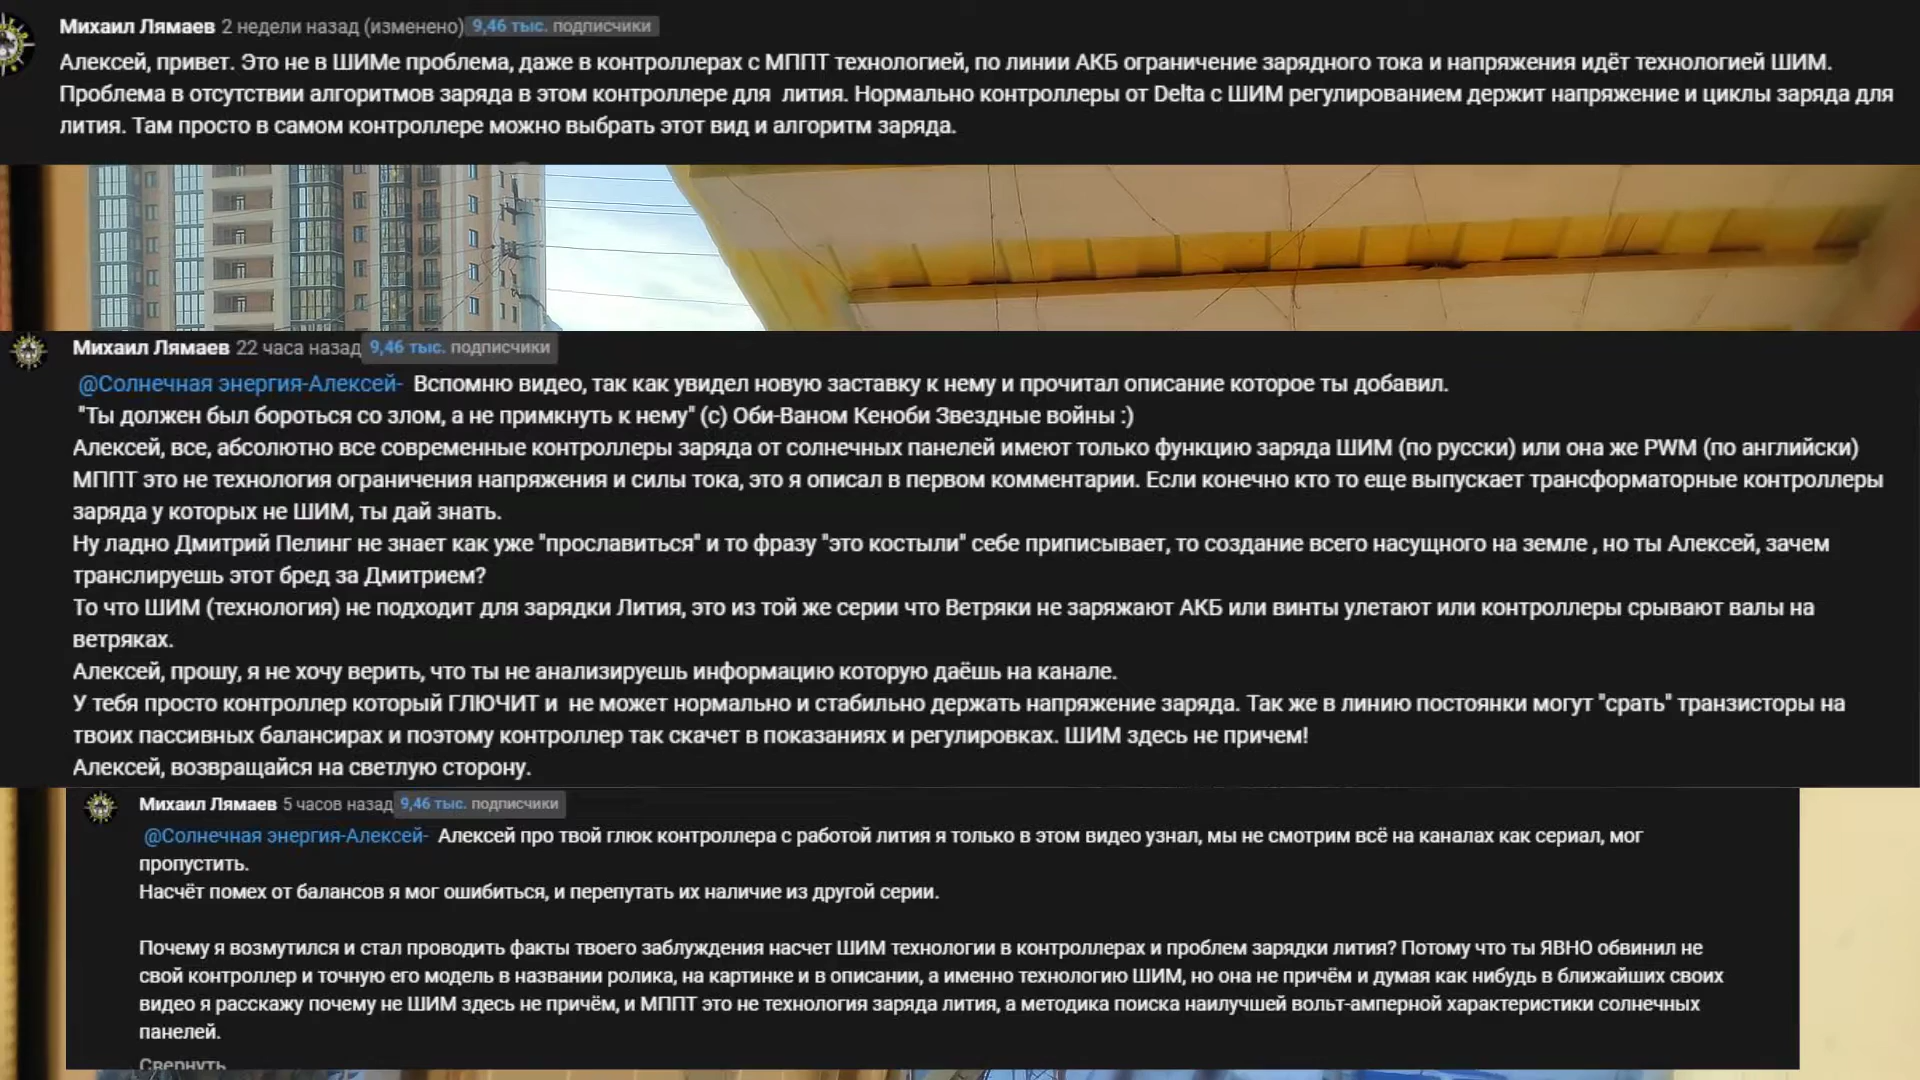 Михаил Лямаев 2 недели назад (изменено) 9,46 тыс. подписчики
Алексей, привет. Это не в ШИМе проблема, даже в контроллерах с МППТ технологией, по линии АКБ ограничение зарядного тока и напряжения идёт технологией ШИМ.
Проблема в отсутствии алгоритмов заряда в этом контроллере для лития. Нормально контроллеры от Delta с ШИМ регулированием держит напряжение и циклы заряда для
лития. Там просто в самом контроллере можно выбрать этот вид и алгоритм заряда.
Михаил Лямаев 22 часа назад 9,46 тыс. подписчики
@Солнечная энергия-Алексей- Вспомню видео, так как увидел новую заставку к нему и прочитал описание которое ты добавил.
"Ты должен был бороться со злом, а не примкнуть к нему" (с) Оби-Ваном Кеноби Звездные войны :)
Алексей, все, абсолютно все современные контроллеры заряда от солнечных панелей имеют только функцию заряда ШИМ (по русски) или она же PWM (по английски)
МППТ это не технология ограничения напряжения и силы тока, это я описал в первом комментарии. Если конечно кто то еще выпускает трансформаторные контроллеры
заряда у которых не ШИМ, ты дай знать.
Ну ладно Дмитрий Пелинг не знает как уже "прославиться" и то фразу "это костыли" себе приписывает, то создание всего насущного на земле , но ты Алексей, зачем
транслируешь этот бред за Дмитрием?
То что ШИМ (технология) не подходит для зарядки Лития, это из той же серии что Ветряки не заряжают АКБ или винты улетают или контроллеры срывают валы на
ветряках.
Алексей, прошу, я не хочу верить, что ты не анализируешь информацию которую даёшь на канале.
У тебя просто контроллер который ГЛЮЧИТ и не может нормально и стабильно держать напряжение заряда. Так же в линию постоянки могут "срать" транзисторы на
твоих пассивных балансирах и поэтому контроллер так скачет в показаниях и регулировках. ШИМ здесь не причем!
Алексей, возвращайся на светлую сторону.
Михаил Лямаев 5 часов назад 9,46 тыс. подписчики
@Солнечная энергия-Алексей- Алексей про твой глюк контроллера с работой лития я только в этом видео узнал, мы не смотрим всё на каналах как сериал, мог
пропустить.
Насчёт помех от балансов я мог ошибиться, и перепутать их наличие из другой серии.
Почему я возмутился и стал проводить факты твоего заблуждения насчет ШИМ технологии в контроллерах и проблем зарядки лития? Потому что ты ЯВНО обвинил не
свой контроллер и точную его модель в названии ролика, на картинке и в описании, а именно технологию ШИМ, но она не причём и думая как нибудь в ближайших своих
видео я расскажу почему не ШИМ здесь не причём, и МППТ это не технология заряда лития, а методика поиска наилучшей вольт-амперной характеристики солнечных
панелей.
Свернуть